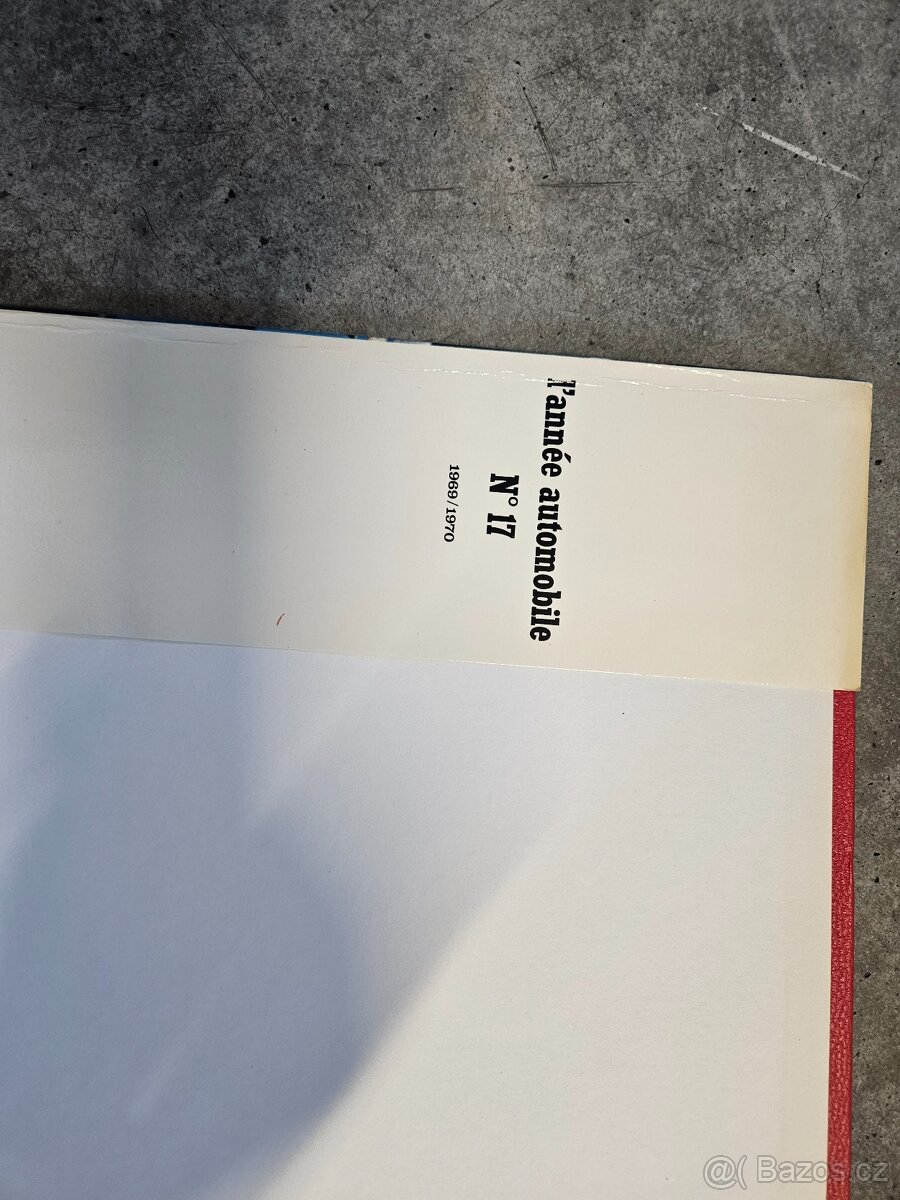 l'année automobile
N° 17
1969/1970
@( Bazos.cz